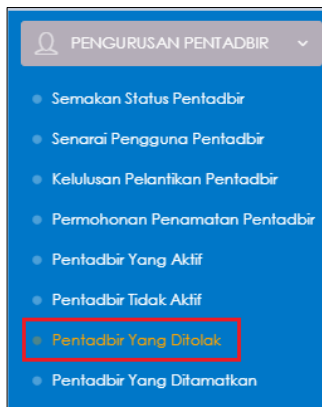 PENGURUSAN PENTADBIR
Semakan Status Pentadbir
Senarai Pengguna Pentadbir
Kelulusan Pelantikan Pentadbir
Permohonan Penamatan Pentadbir
Pentadbir Yang Aktif
Pentadbir Tidak Aktif
Pentadbir Yang Ditolak
Pentadbir Yang Ditamatkan